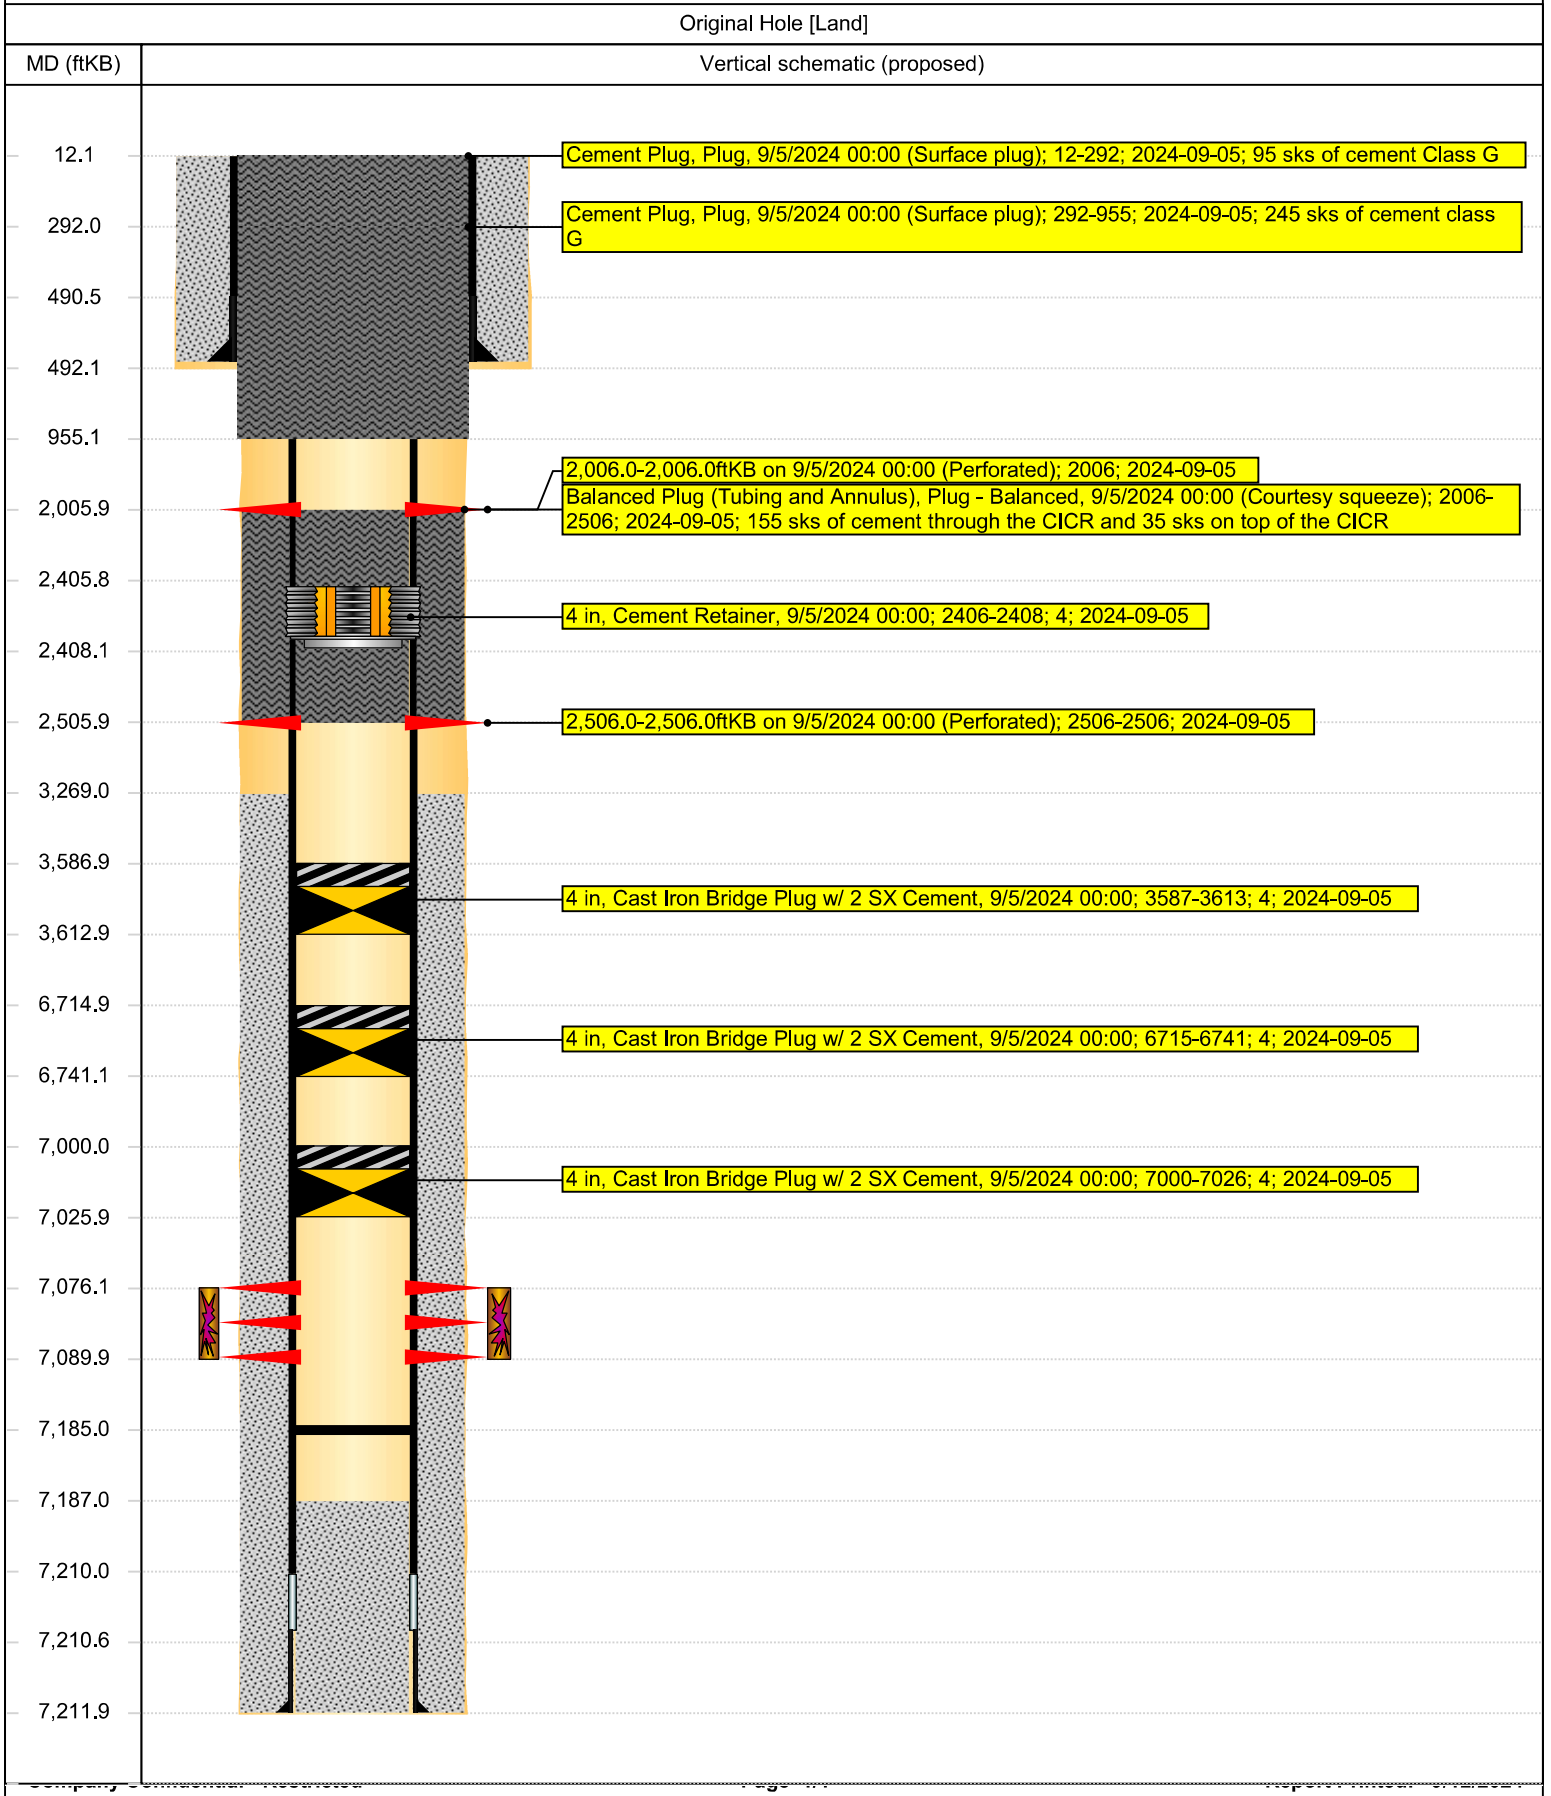 Original Hole [Land]
MD (ftKB)
Vertical schematic (proposed)
12.1
Cement Plug, Plug, 9/5/2024 00:00 (Surface plug); 12-292; 2024-09-05; 95 sks of cement Class G
292.0
Cement Plug, Plug, 9/5/2024 00:00 (Surface plug); 292-955; 2024-09-05; 245 sks of cement class
G
490.5
492.1
955.1
2,006.0-2,006.0ftKB on 9/5/2024 00:00 (Perforated); 2006; 2024-09-05
2,005.9
Balanced Plug (Tubing and Annulus), Plug - Balanced, 9/5/2024 00:00 (Courtesy squeeze); 2006-
2506; 2024-09-05; 155 sks of cement through the CICR and 35 sks on top of the CICR
2,405.8
4 in, Cement Retainer, 9/5/2024 00:00; 2406-2408; 4; 2024-09-05
2,408.1
2,505.9
2,506.0-2,506.0ftKB on 9/5/2024 00:00 (Perforated); 2506-2506; 2024-09-05
3,269.0
3,586.9
4 in, Cast Iron Bridge Plug w/ 2 SX Cement, 9/5/2024 00:00; 3587-3613; 4; 2024-09-05
3,612.9
6,714.9
4 in, Cast Iron Bridge Plug w/ 2 SX Cement, 9/5/2024 00:00; 6715-6741; 4; 2024-09-05
6,741.1
7,000.0
4 in, Cast Iron Bridge Plug w/ 2 SX Cement, 9/5/2024 00:00; 7000-7026; 4; 2024-09-05
7,025.9
7,076.1
7,089.9
7,185.0
7,187.0
7,210.0
7,210.6
7,211.9